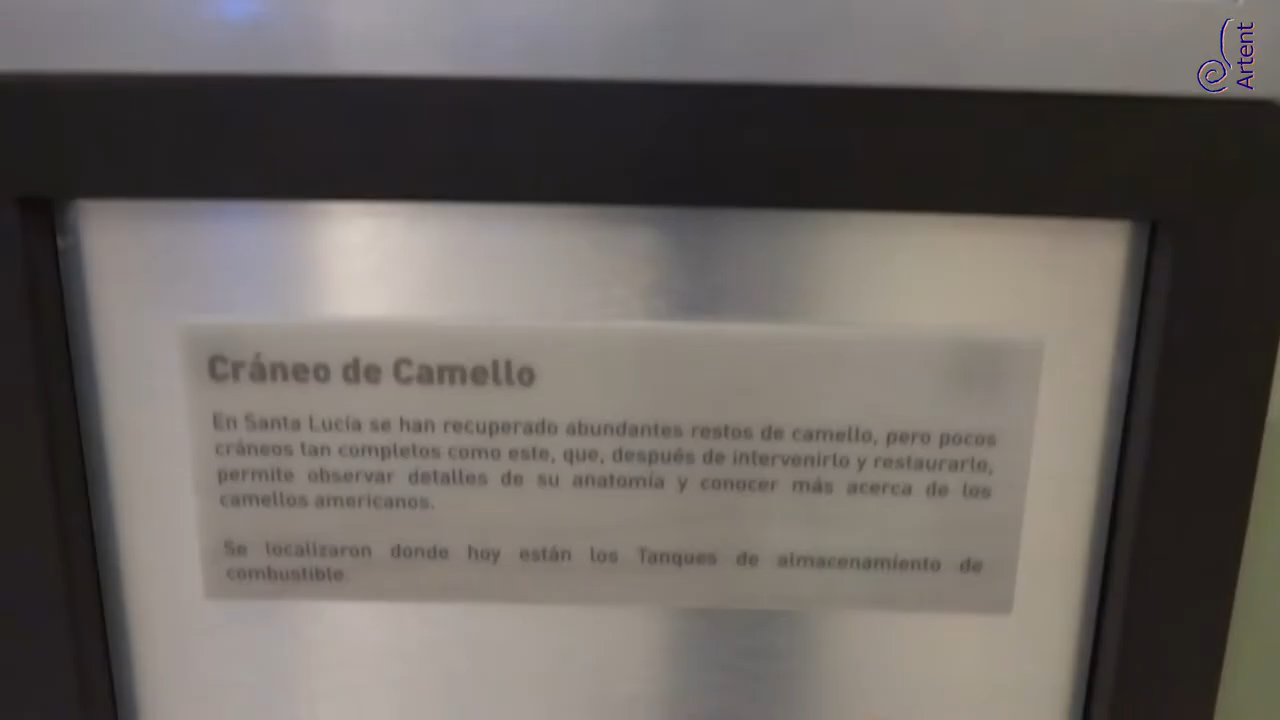 Artent
Cráneo de Camello
En Santa Lucía se han recuperado abundantes restos de camello, pero pocos
cráneos tan completos como este, que, después de intervenirlo y restaurarlo,
permite observar detalles de su anatomía y conocer más acerca de los
camellos americanos.
Se localizaron donde hoy están los Tanques de almacenamiento de
combustible.